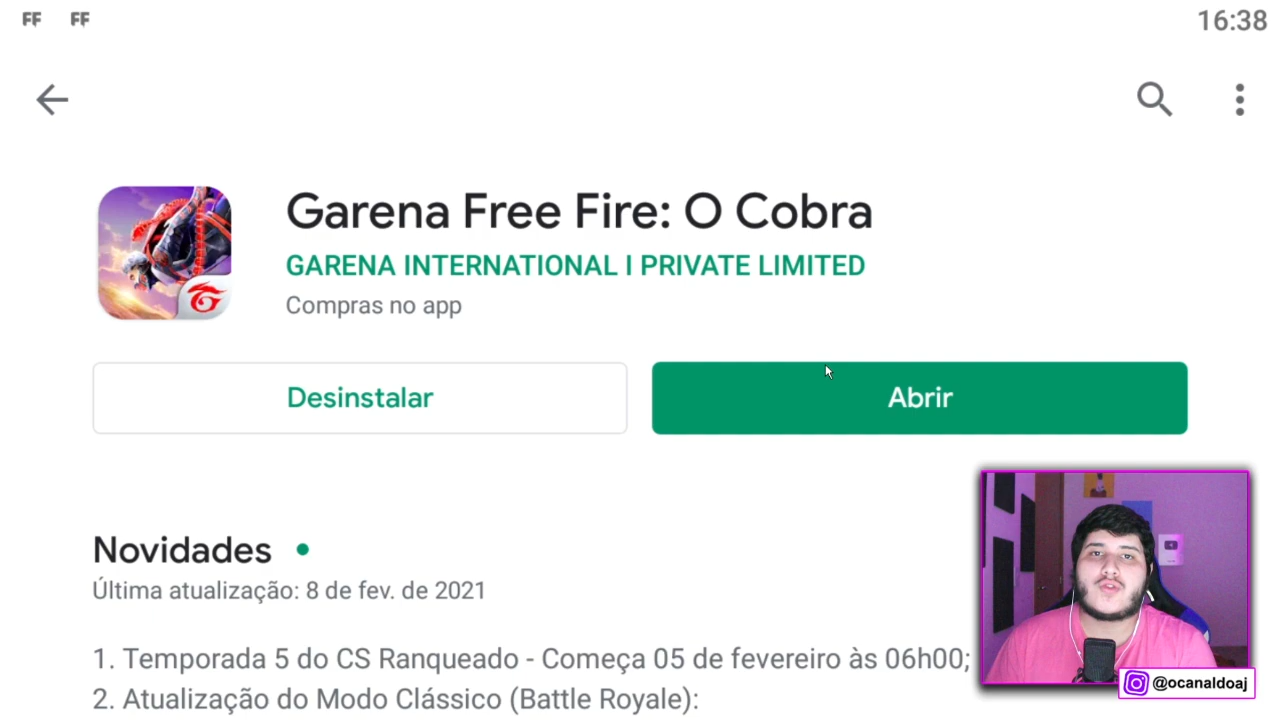 FF FF 16:38
Garena Free Fire: O Cobra
GARENA INTERNATIONAL I PRIVATE LIMITED
Compras no app
Desinstalar
Abrir
Novidades
Última atualização: 8 de fev. de 2021
1. Temporada 5 do CS Ranqueado - Começa 05 de fevereiro às 06h00;
2. Atualização do Modo Clássico (Battle Royale):
@ocanaldoaj